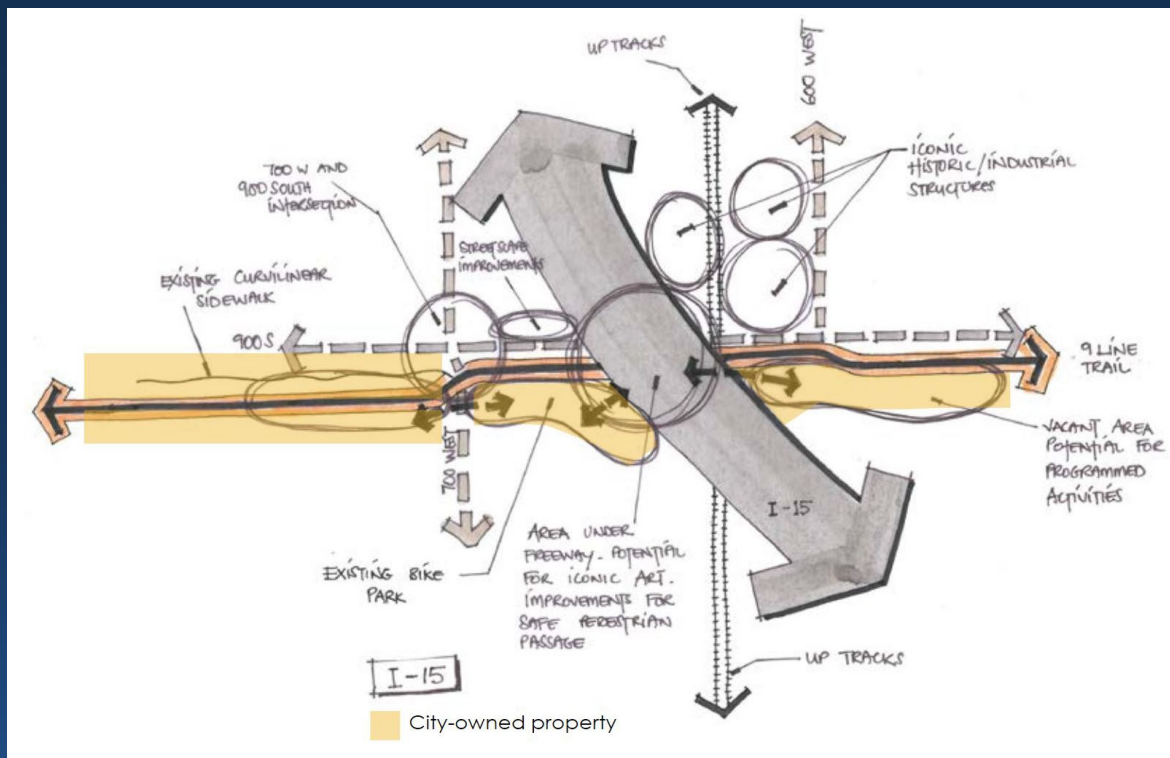 UP TRACKS
600 WEST
ICONIC
HISTORIC/INDUSTRIAL
STRUCTURES
700 W AND
900 SOUTH
INTERSECTION
STREETSCAPE
IMPROVEMENTS
EXISTING CURVILINEAR
SIDEWALK
900 S
9 LINE
TRAIL
700 WEST
VACANT AREA
POTENTIAL FOR
PROGRAMMED
ACTIVITIES
I-15
EXISTING BIKE
PARK
AREA UNDER
FREEWAY - POTENTIAL
FOR ICONIC ART.
IMPROVEMENTS FOR
SAFE PERESTRIAN
PASSAGE
UP TRACKS
I-15
City-owned property